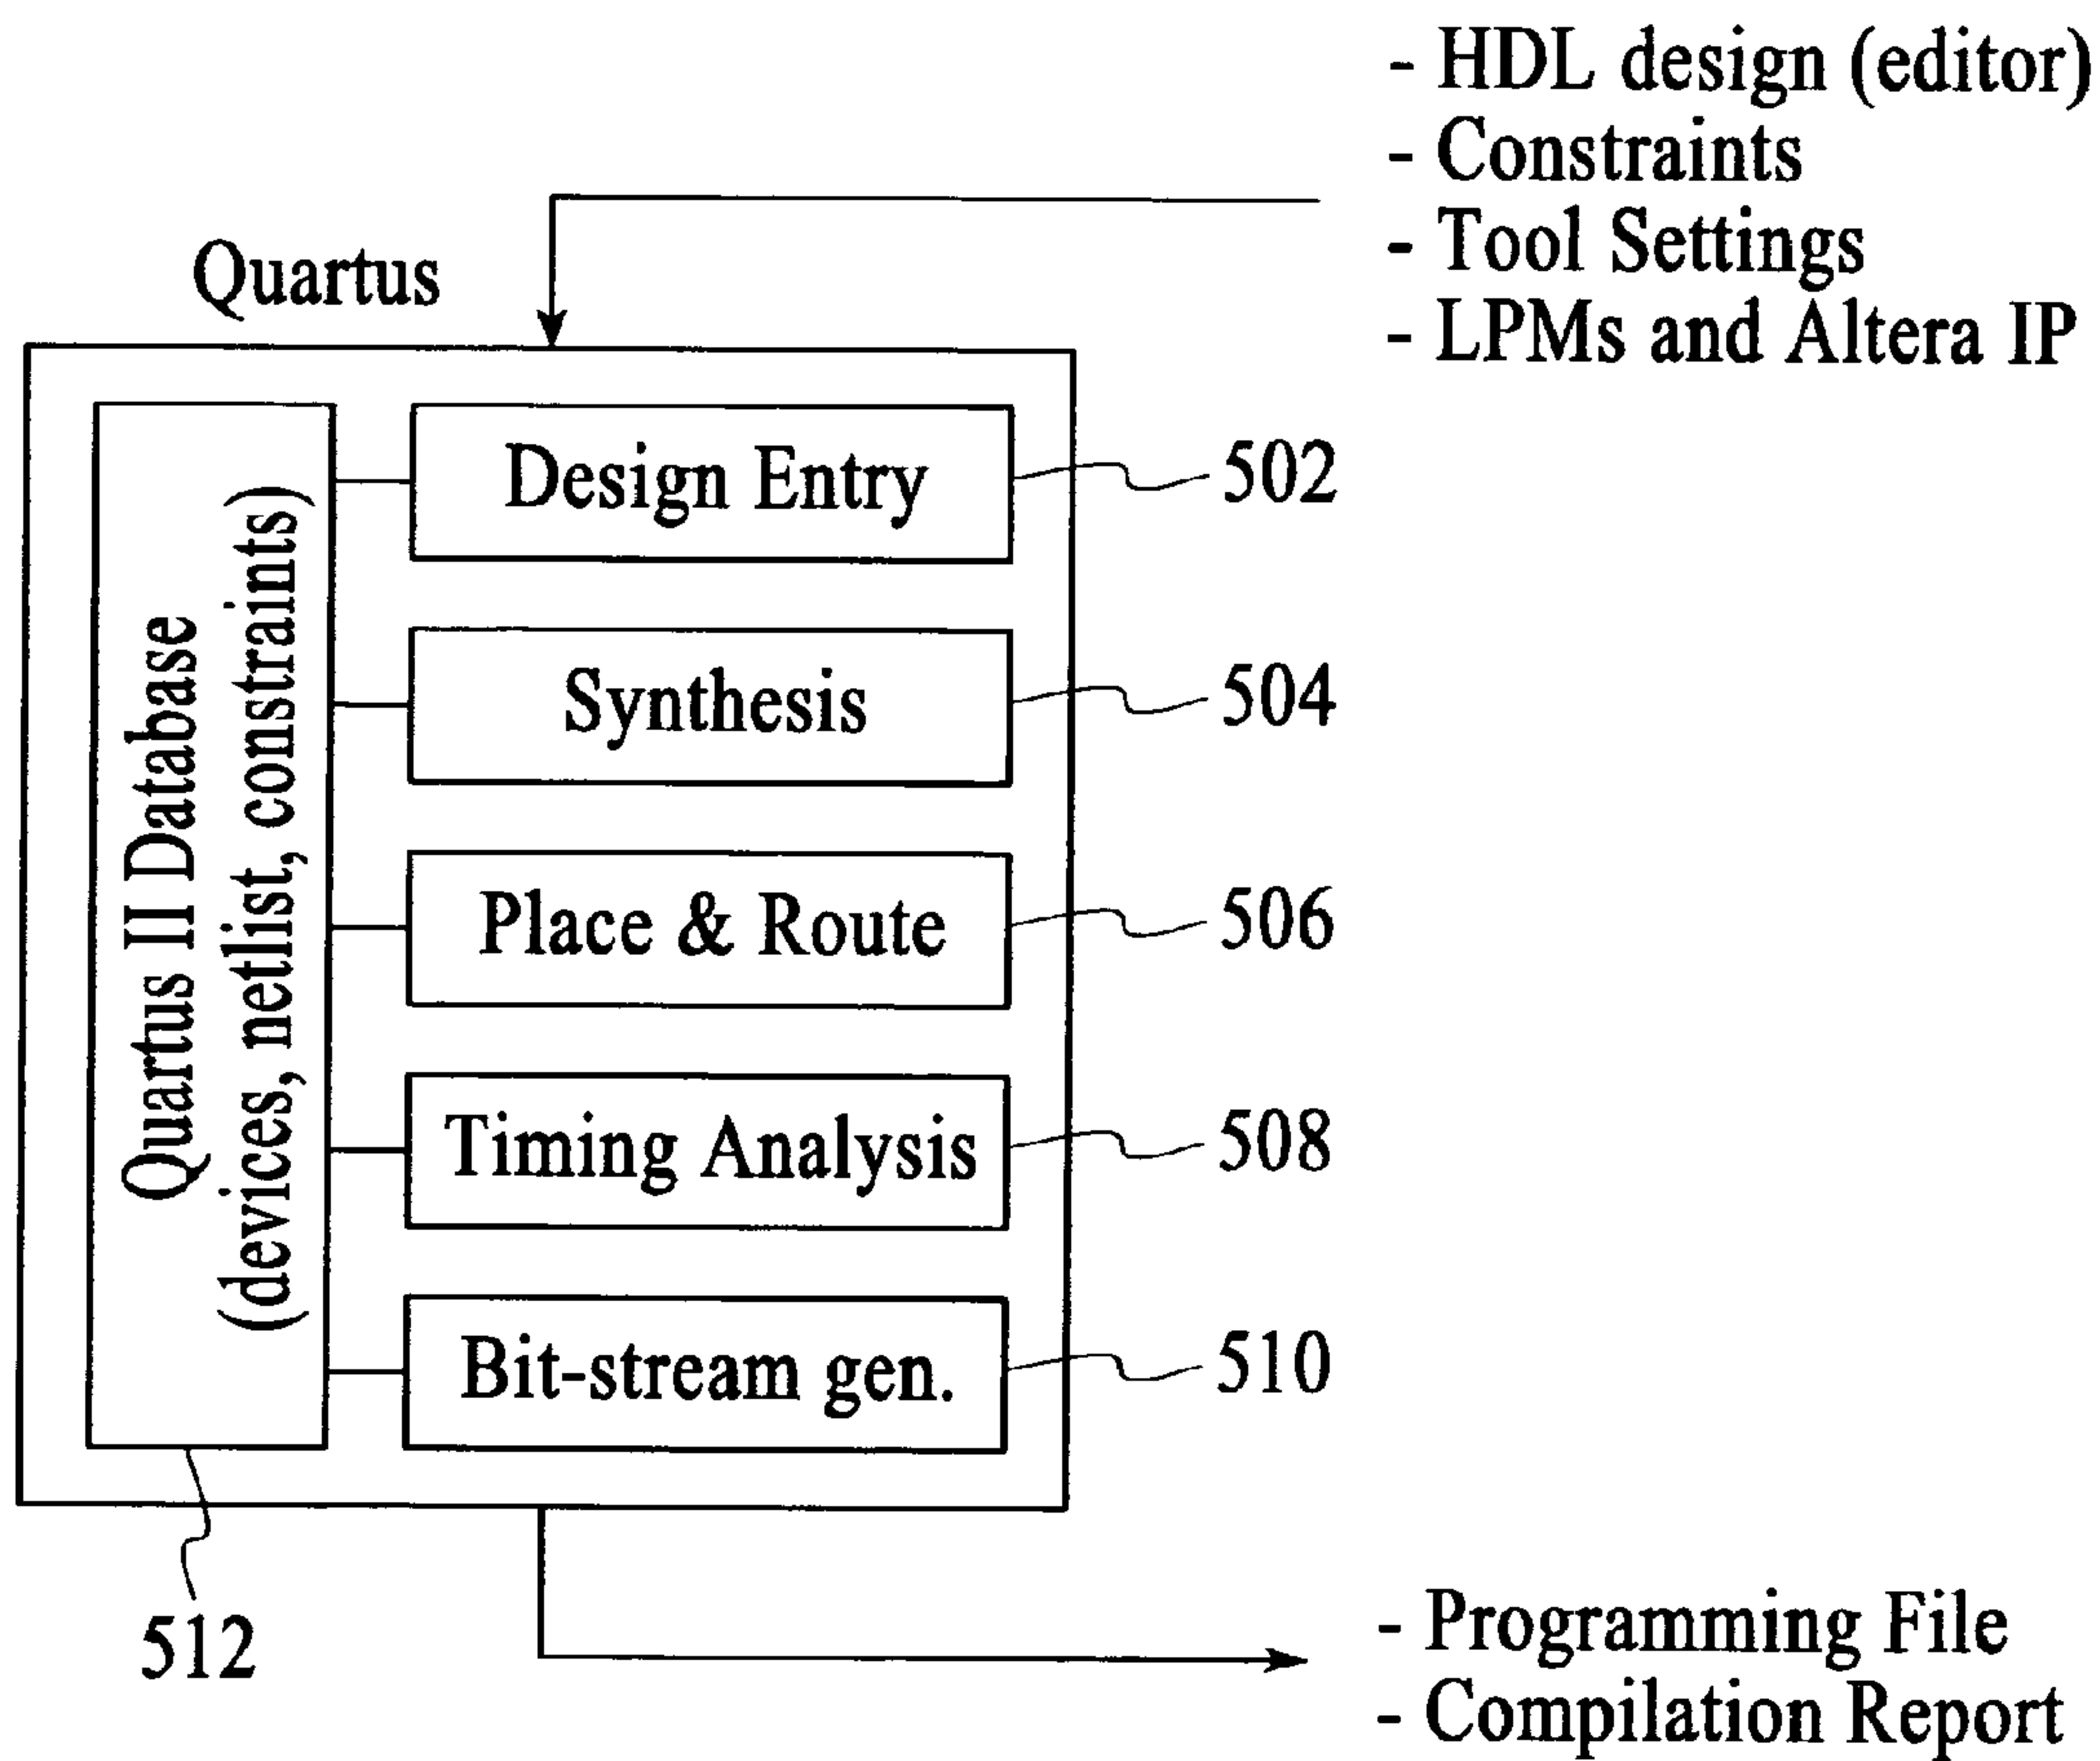 - HDL design (editor)
- Constraints
- Tool Settings
- LPMs and Altera IP
Quartus
Quartus II Database
(devices, netlist, constraints)
Design Entry
502
Synthesis
504
Place & Route
506
Timing Analysis
508
Bit-stream gen.
510
512
- Programming File
- Compilation Report